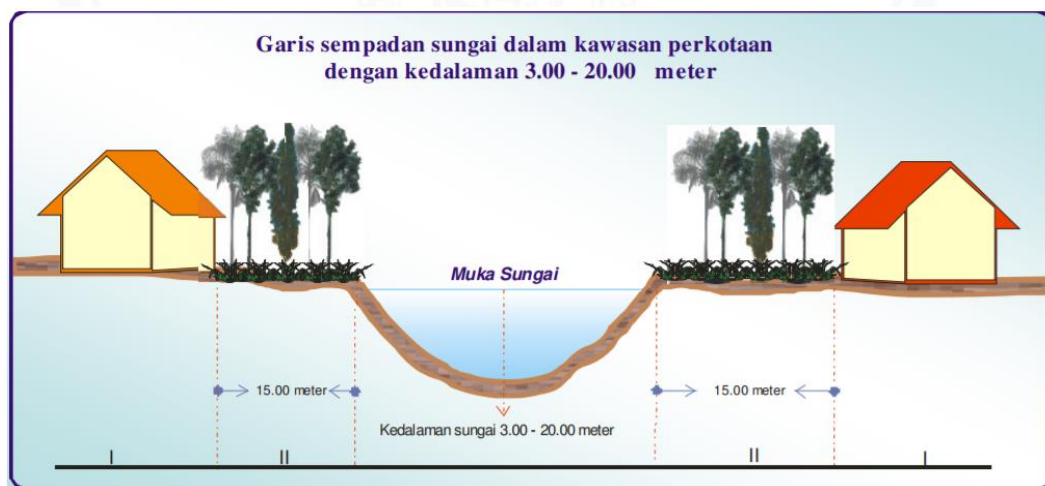 Garis sempadan sungai dalam kawasan perkotaan
dengan kedalaman 3.00 - 20.00 meter
Muka Sungai
15.00 meter
15.00 meter
Kedalaman sungai 3.00 - 20.00 meter
I
II
II
I